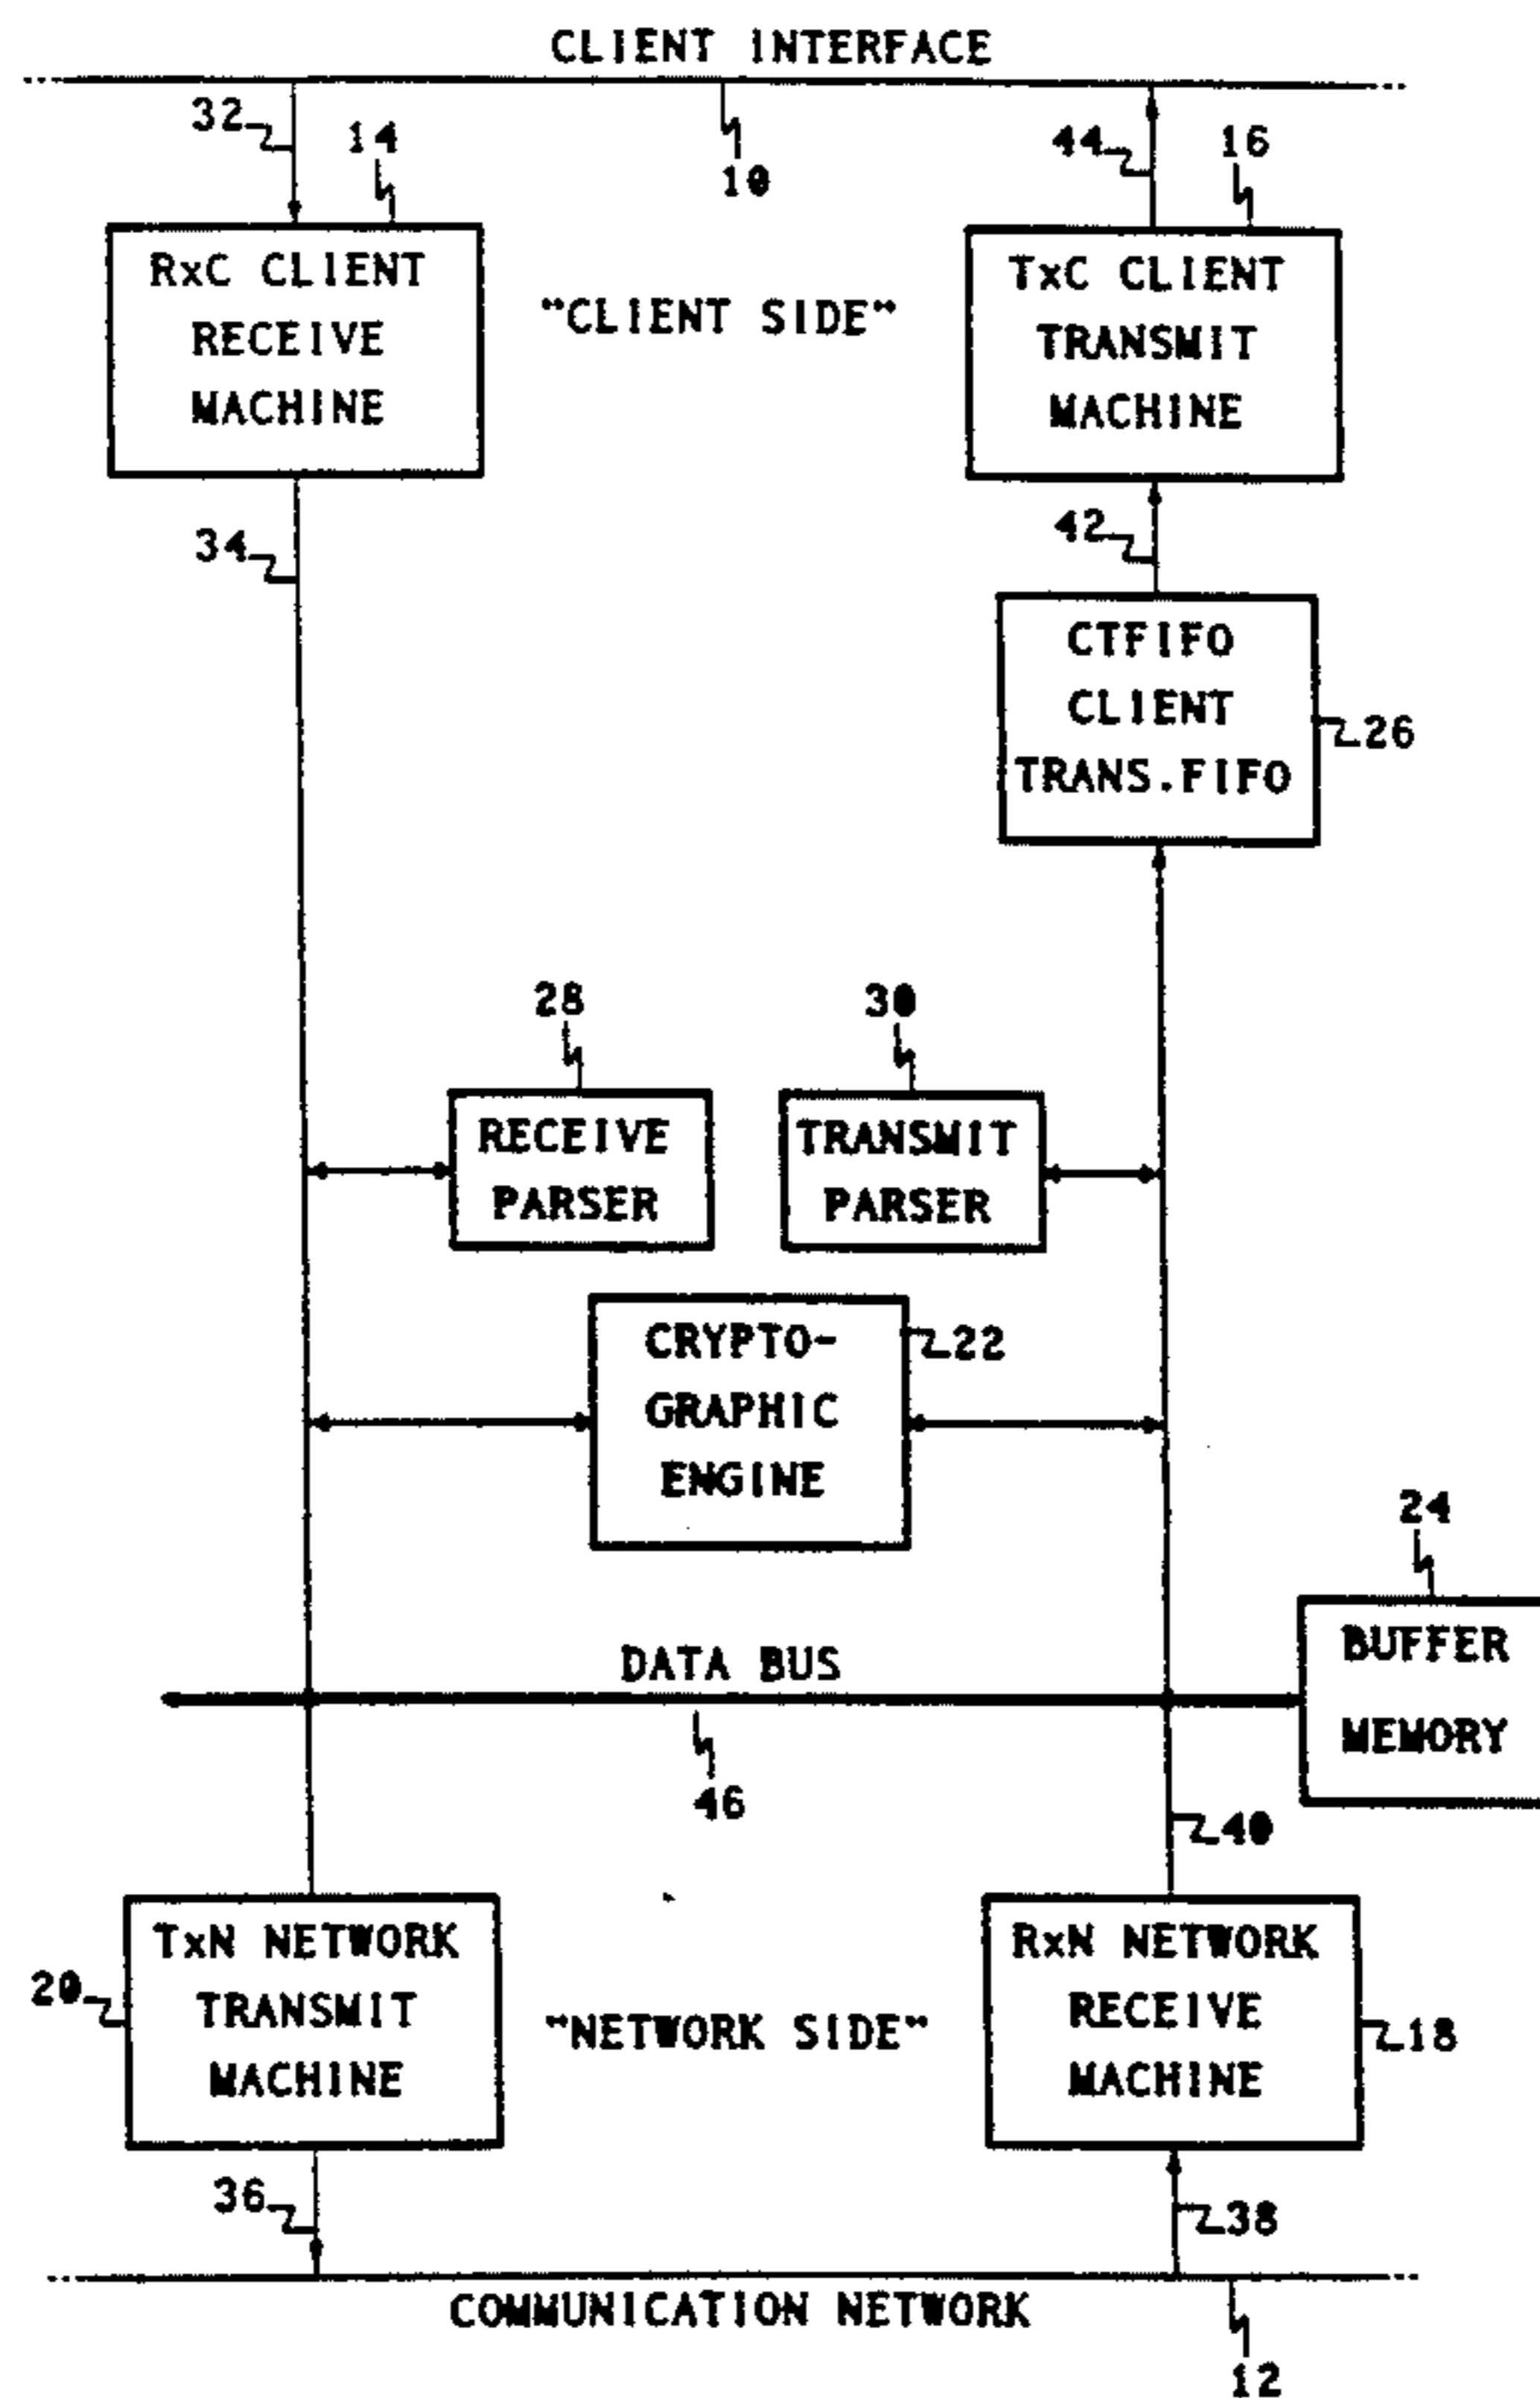 CLIENT INTERFACE
32
14
10
44
16
RxC CLIENT
RECEIVE
MACHINE
"CLIENT SIDE"
TxC CLIENT
TRANSMIT
MACHINE
34
42
CTFIFO
CLIENT
TRANS.FIFO
26
28
30
RECEIVE
PARSER
TRANSMIT
PARSER
CRYPTO-
GRAPHIC
ENGINE
22
24
BUFFER
MEMORY
DATA BUS
46
40
TxN NETWORK
TRANSMIT
MACHINE
20
"NETWORK SIDE"
RxN NETWORK
RECEIVE
MACHINE
18
36
38
COMMUNICATION NETWORK
12